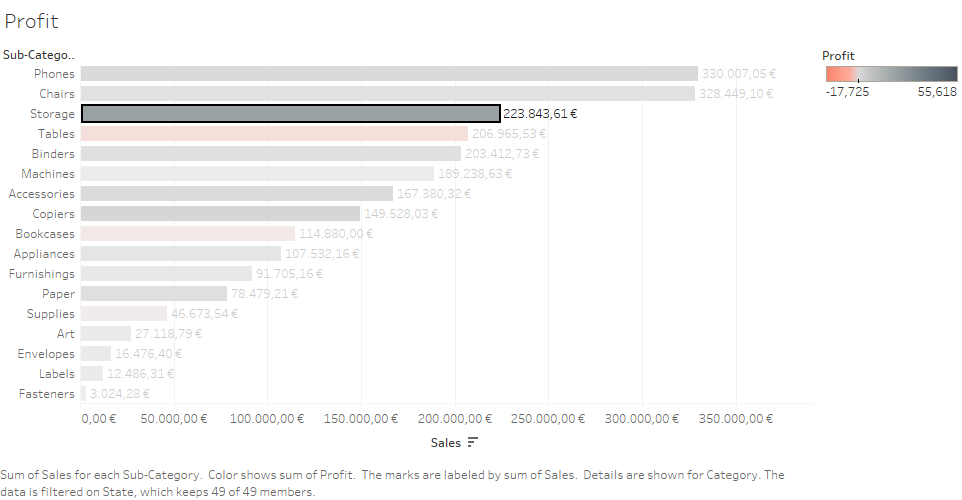 Profit
Sub-Catego..
Phones 330.007,05 €
Chairs 328.449,10 €
Storage 223.843,61 €
Tables 206.965,53 €
Binders 203.412,73 €
Machines 189.238,63 €
Accessories 167.380,32 €
Copiers 149.528,03 €
Bookcases 114.880,00 €
Appliances 107.532,16 €
Furnishings 91.705,16 €
Paper 78.479,21 €
Supplies 46.673,54 €
Art 27.118,79 €
Envelopes 16.476,40 €
Labels 12.486,31 €
Fasteners 3.024,28 €
0,00 € 50.000,00 € 100.000,00 € 150.000,00 € 200.000,00 € 250.000,00 € 300.000,00 € 350.000,00 €
Sales
Profit
-17,725 55,618
Sum of Sales for each Sub-Category. Color shows sum of Profit. The marks are labeled by sum of Sales. Details are shown for Category. The
data is filtered on State, which keeps 49 of 49 members.